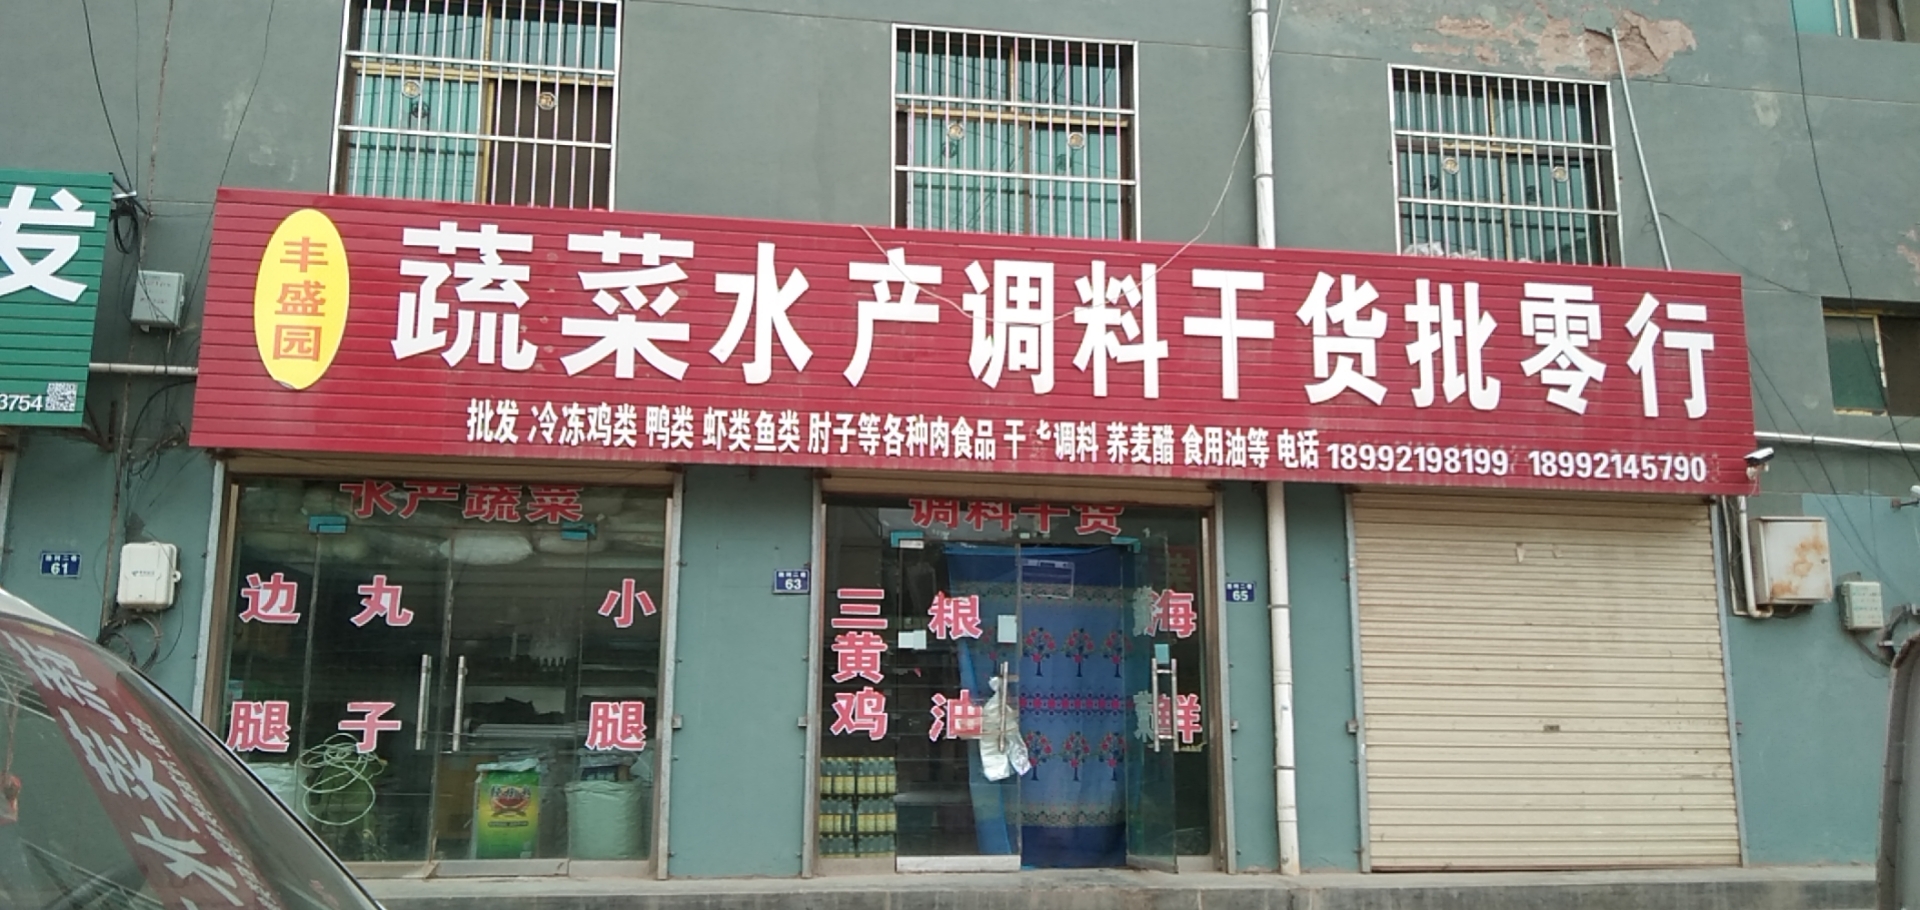 发
3754
丰盛园
蔬菜水产调料干货批零行
批发 冷冻鸡类 鸭类 虾类鱼类 肘子等各种肉食品 干 调料 荞麦醋 食用油等 电话 18992198199 18992145790
水产蔬菜
调料干货
边腿
丸子
小腿
三黄鸡
粮油
海鲜
61
63
65